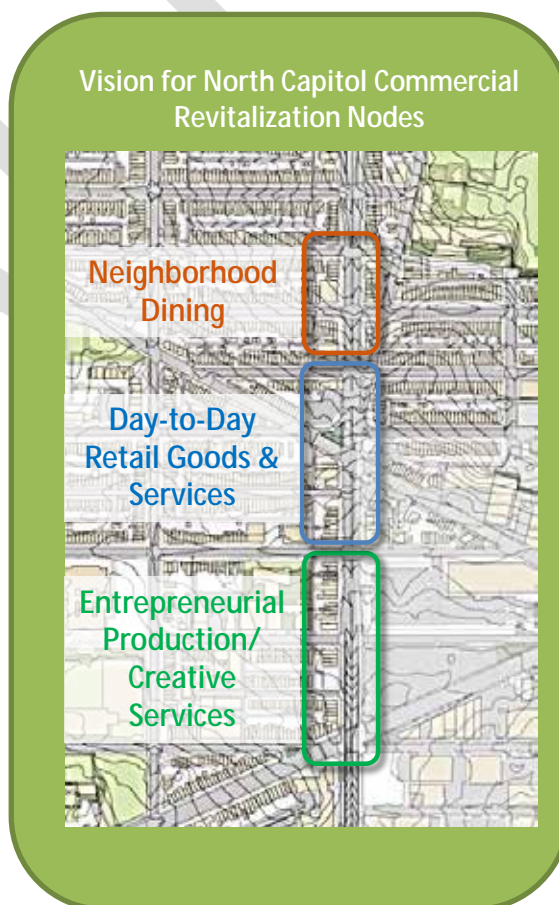 Vision for North Capitol Commercial
Revitalization Nodes
Neighborhood
Dining
Day-to-Day
Retail Goods &
Services
Entrepreneurial
Production/
Creative
Services